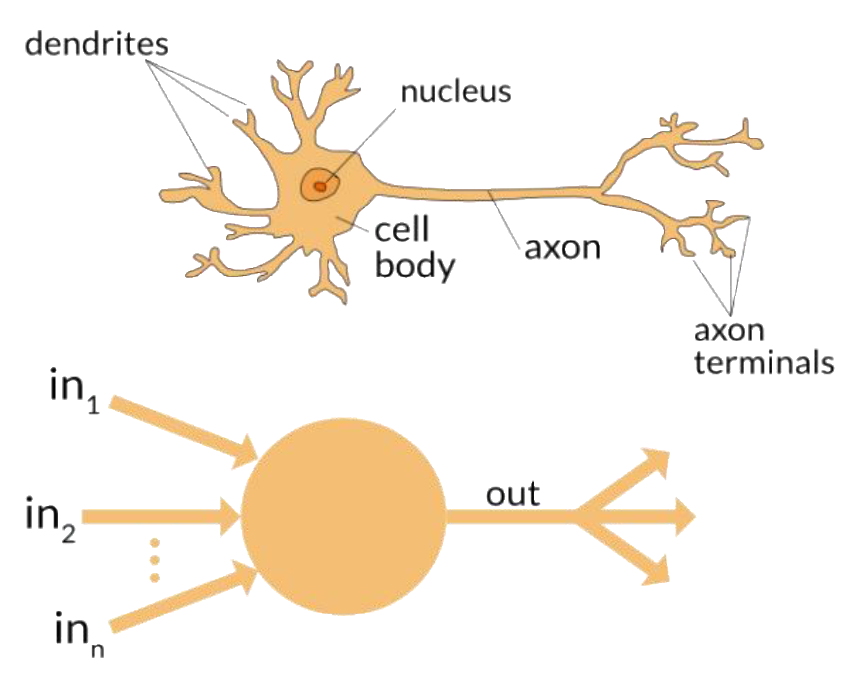 dendrites
nucleus
cell
body
axon
axon
terminals
in₁
in₂
out
inₙ